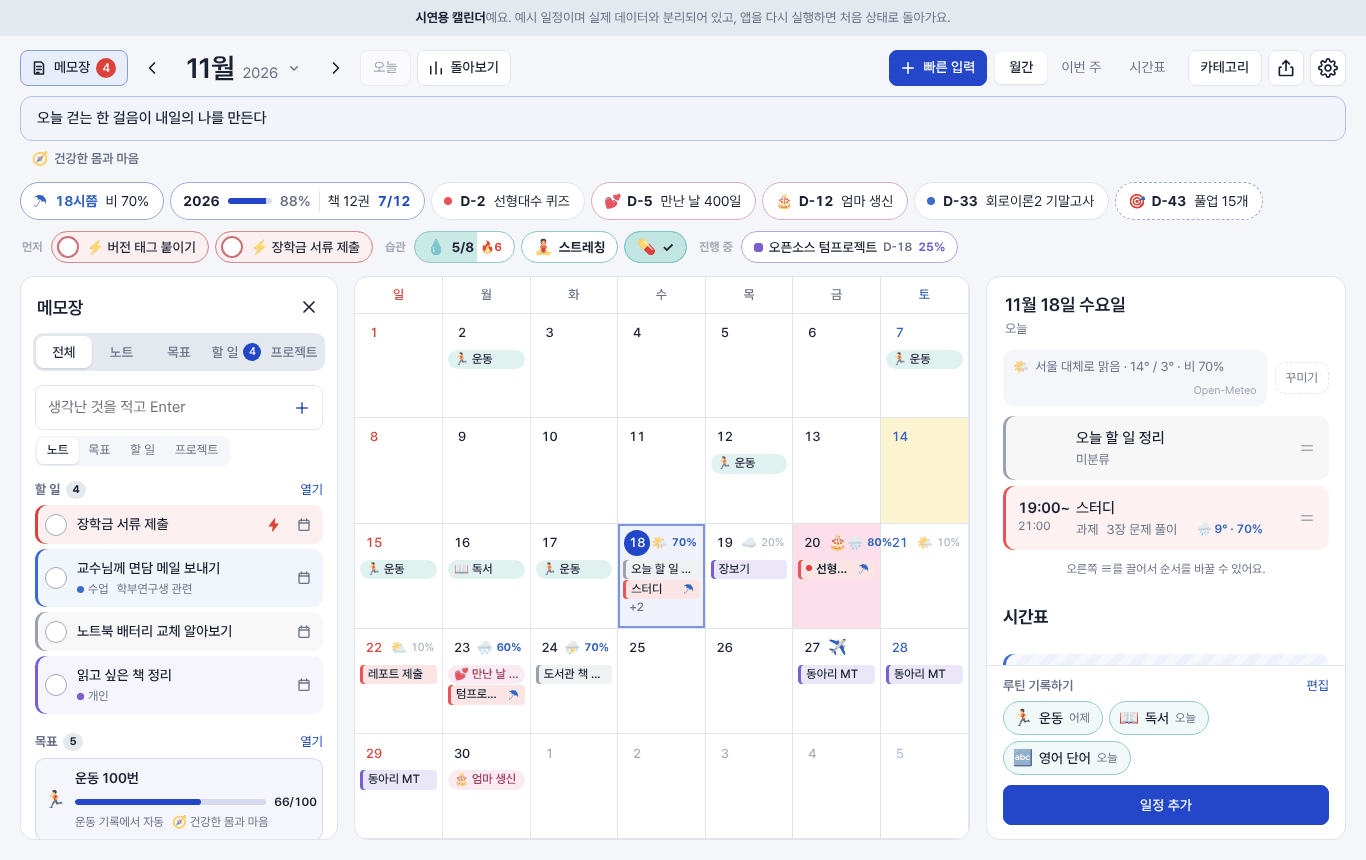 시연용 캘린더예요. 예시 일정이며 실제 데이터와 분리되어 있고, 앱을 다시 실행하면 처음 상태로 돌아가요.
메모장 4 11월 2026 오늘 돌아보기 빠른 입력 월간 이번 주 시간표 카테고리
오늘 걷는 한 걸음이 내일의 나를 만든다
🧭 건강한 몸과 마음
☂ 18시쯤 비 70% 2026 88% 책 12권 7/12 D-2 선형대수 퀴즈 💕 D-5 만난 날 400일 🎂 D-12 엄마 생신 D-33 회로이론2 기말고사 🎯 D-43 풀업 15개
먼저 ⚡ 버전 태그 붙이기 ⚡ 장학금 서류 제출 습관 💧 5/8 🔥6 스트레칭 💊 ✓ 진행 중 오픈소스 텀프로젝트 D-18 25%
메모장
전체 노트 목표 할 일 4 프로젝트
생각난 것을 적고 Enter
노트 목표 할 일 프로젝트
할 일 4 열기
장학금 서류 제출
교수님께 면담 메일 보내기
수업 학부연구생 관련
노트북 배터리 교체 알아보기
읽고 싶은 책 정리
개인
목표 5 열기
운동 100번
66/100
운동 기록에서 자동 🧭 건강한 몸과 마음
일 월 화 수 목 금 토
1 2 3 4 5 6 7
🏃 운동 🏃 운동
8 9 10 11 12 13 14
🏃 운동
15 16 17 18 70% 19 20% 20 80% 21 10%
🏃 운동 📖 독서 🏃 운동 오늘 할 일 ... 장보기 선형...
스터디
+2
22 10% 23 60% 24 70% 25 26 27 28
레포트 제출 💕 만난 날 ... 도서관 책 ... 동아리 MT 동아리 MT
텀프로...
29 30 1 2 3 4 5
동아리 MT 🎂 엄마 생신
11월 18일 수요일
오늘
서울 대체로 맑음 · 14° / 3° · 비 70%
Open-Meteo
꾸미기
오늘 할 일 정리
미분류
19:00~ 스터디
21:00 과제 3장 문제 풀이 9° · 70%
오른쪽 ≡를 끌어서 순서를 바꿀 수 있어요.
시간표
루틴 기록하기 편집
🏃 운동 어제 📖 독서 오늘
🔤 영어 단어 오늘
일정 추가